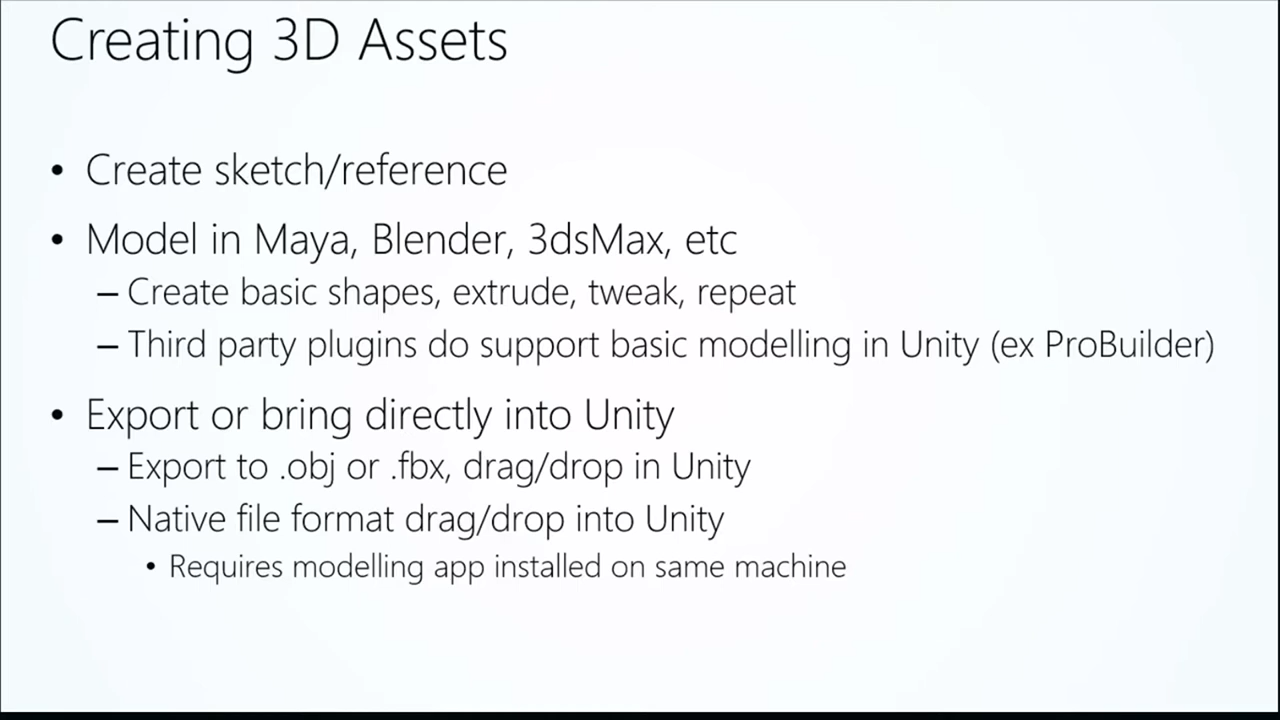 Creating 3D Assets
• Create sketch/reference
• Model in Maya, Blender, 3dsMax, etc
– Create basic shapes, extrude, tweak, repeat
– Third party plugins do support basic modelling in Unity (ex ProBuilder)
• Export or bring directly into Unity
– Export to .obj or .fbx, drag/drop in Unity
– Native file format drag/drop into Unity
• Requires modelling app installed on same machine